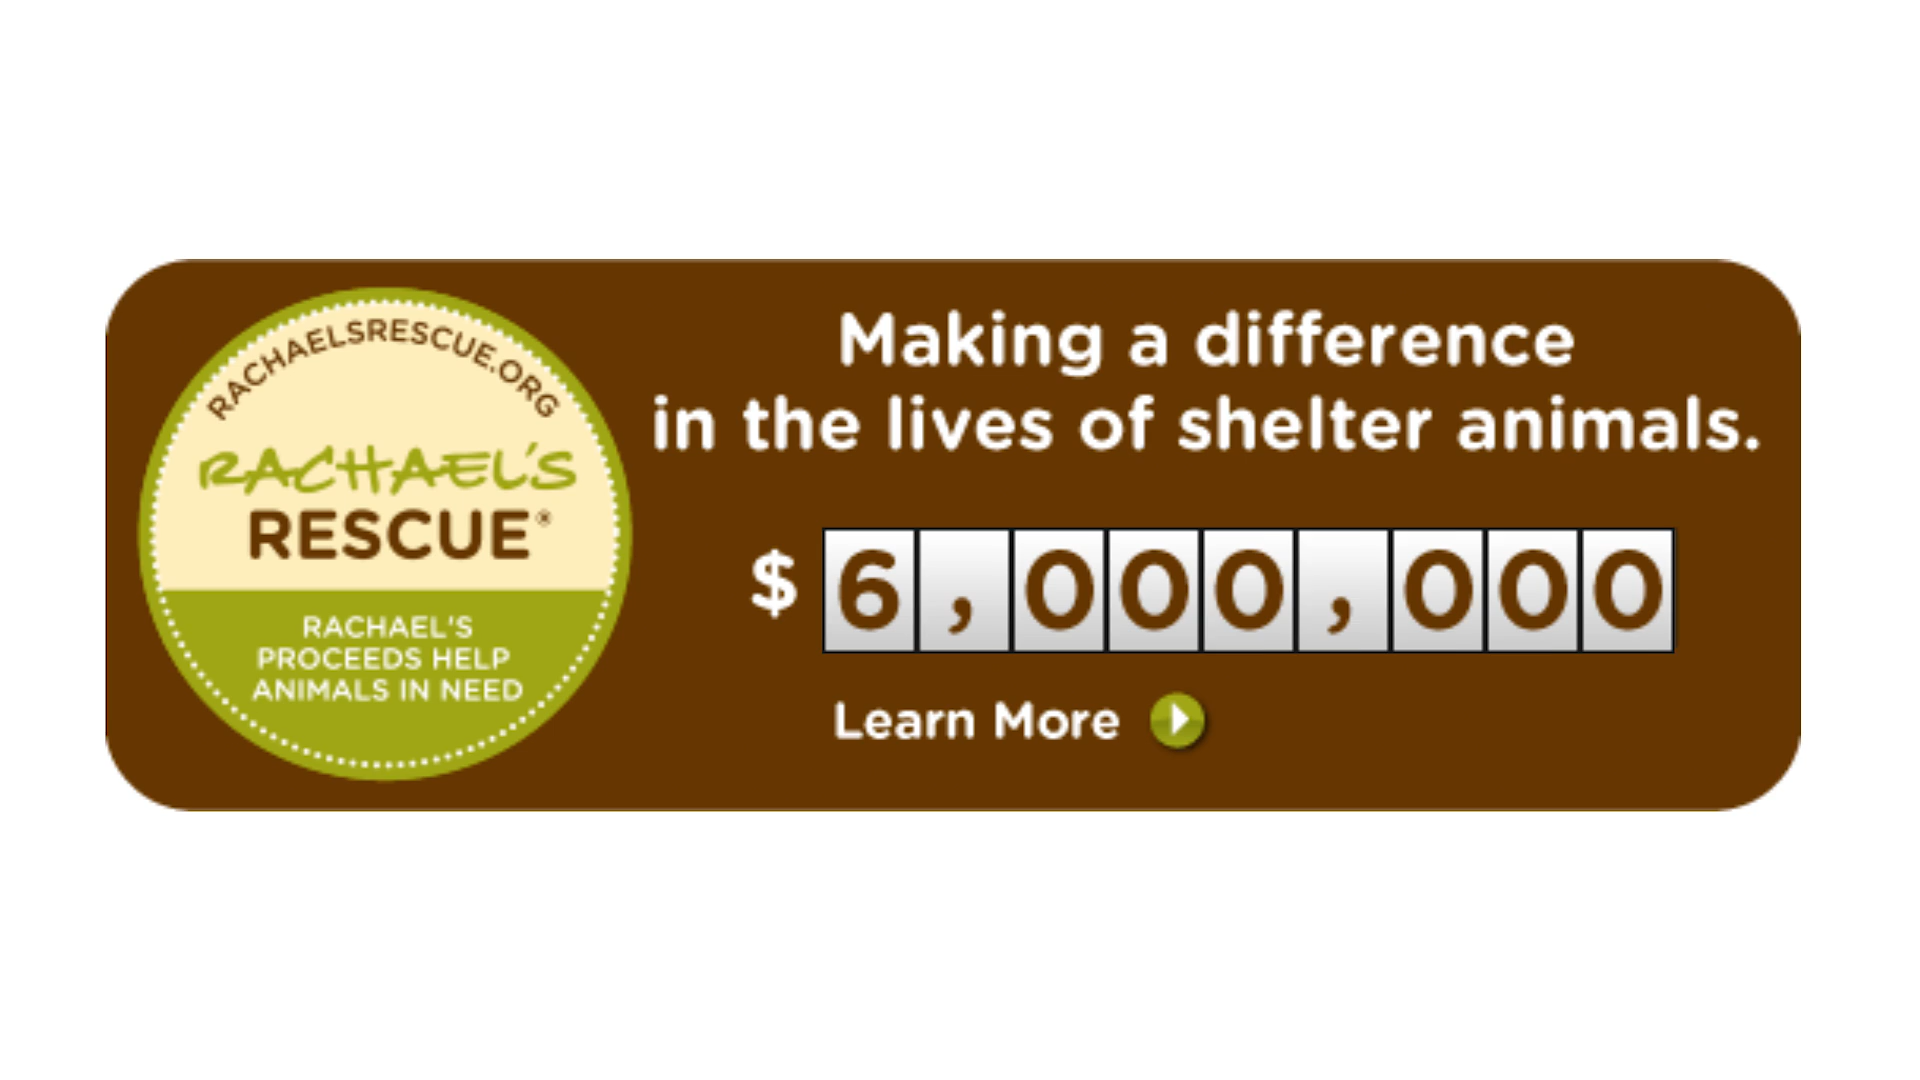 RACHAELSRESCUE.ORG
RACHAEL'S
RESCUE®
RACHAEL'S
PROCEEDS HELP
ANIMALS IN NEED
Making a difference
in the lives of shelter animals.
$ 6,000,000
Learn More